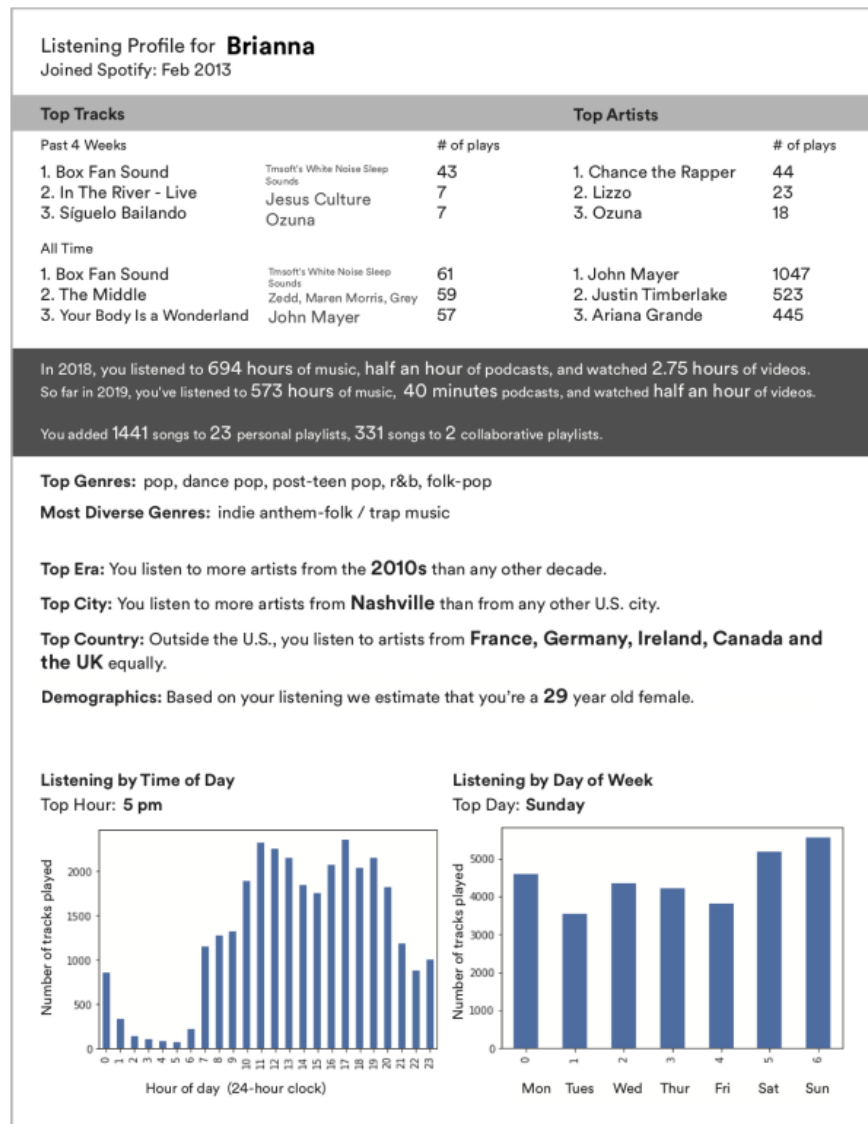 Listening Profile for Brianna
Joined Spotify: Feb 2013
Top Tracks Top Artists
Past 4 Weeks # of plays # of plays
1. Box Fan Sound Tmsoft's White Noise Sleep Sounds 43 1. Chance the Rapper 44
2. In The River - Live Jesus Culture 7 2. Lizzo 23
3. Síguelo Bailando Ozuna 7 3. Ozuna 18
All Time
1. Box Fan Sound Tmsoft's White Noise Sleep Sounds 61 1. John Mayer 1047
2. The Middle Zedd, Maren Morris, Grey 59 2. Justin Timberlake 523
3. Your Body Is a Wonderland John Mayer 57 3. Ariana Grande 445
In 2018, you listened to 694 hours of music, half an hour of podcasts, and watched 2.75 hours of videos.
So far in 2019, you've listened to 573 hours of music, 40 minutes podcasts, and watched half an hour of videos.
You added 1441 songs to 23 personal playlists, 331 songs to 2 collaborative playlists.
Top Genres: pop, dance pop, post-teen pop, r&b, folk-pop
Most Diverse Genres: indie anthem-folk / trap music
Top Era: You listen to more artists from the 2010s than any other decade.
Top City: You listen to more artists from Nashville than from any other U.S. city.
Top Country: Outside the U.S., you listen to artists from France, Germany, Ireland, Canada and
the UK equally.
Demographics: Based on your listening we estimate that you're a 29 year old female.
Listening by Time of Day
Top Hour: 5 pm
Number of tracks played
2000
1500
1000
500
0
0 1 2 3 4 5 6 7 8 9 10 11 12 13 14 15 16 17 18 19 20 21 22 23
Hour of day (24-hour clock)
Listening by Day of Week
Top Day: Sunday
Number of tracks played
5000
4000
3000
2000
1000
0
0 1 2 3 4 5 6
Mon Tues Wed Thur Fri Sat Sun